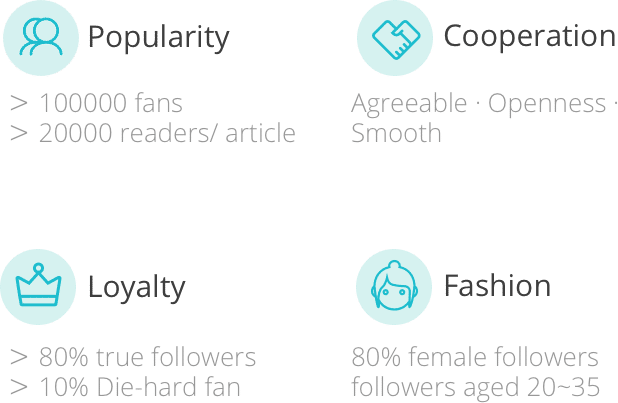 Popularity
> 100000 fans
> 20000 readers/ article
Cooperation
Agreeable · Openness ·
Smooth
Loyalty
> 80% true followers
> 10% Die-hard fan
Fashion
80% female followers
followers aged 20~35